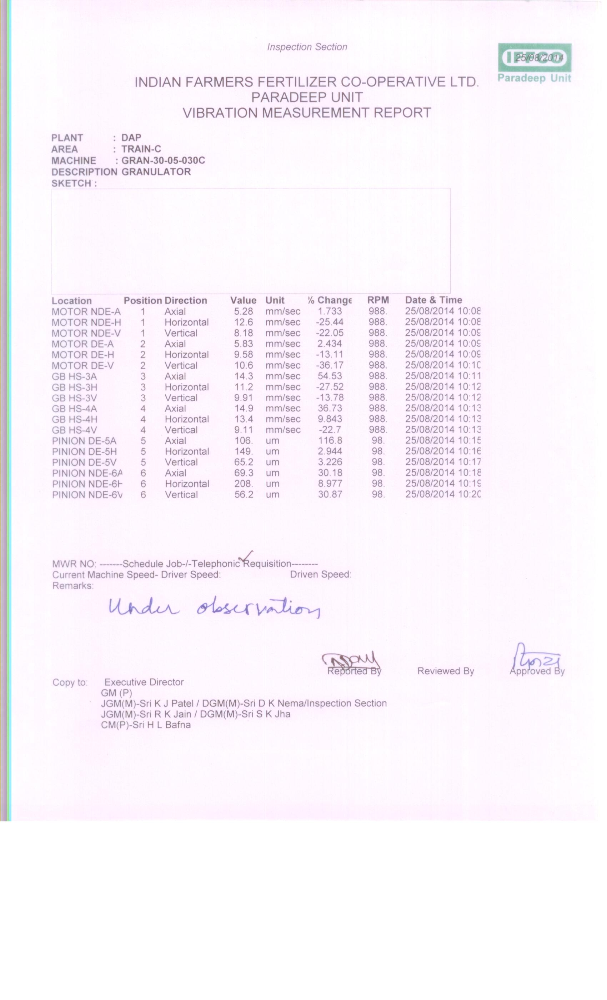 Inspection Section
IFFCO
25/08/2014
Paradeep Unit
INDIAN FARMERS FERTILIZER CO-OPERATIVE LTD.
PARADEEP UNIT
VIBRATION MEASUREMENT REPORT
PLANT : DAP
AREA : TRAIN-C
MACHINE : GRAN-30-05-030C
DESCRIPTION GRANULATOR
SKETCH :
Location Position Direction Value Unit % Change RPM Date & Time
MOTOR NDE-A 1 Axial 5.28 mm/sec 1.733 988. 25/08/2014 10:08
MOTOR NDE-H 1 Horizontal 12.6 mm/sec -25.44 988. 25/08/2014 10:08
MOTOR NDE-V 1 Vertical 8.18 mm/sec -22.05 988. 25/08/2014 10:09
MOTOR DE-A 2 Axial 5.83 mm/sec 2.434 988. 25/08/2014 10:09
MOTOR DE-H 2 Horizontal 9.58 mm/sec -13.11 988. 25/08/2014 10:09
MOTOR DE-V 2 Vertical 10.6 mm/sec -36.17 988. 25/08/2014 10:10
GB HS-3A 3 Axial 14.3 mm/sec 54.53 988. 25/08/2014 10:11
GB HS-3H 3 Horizontal 11.2 mm/sec -27.52 988. 25/08/2014 10:12
GB HS-3V 3 Vertical 9.91 mm/sec -13.78 988. 25/08/2014 10:12
GB HS-4A 4 Axial 14.9 mm/sec 36.73 988. 25/08/2014 10:13
GB HS-4H 4 Horizontal 13.4 mm/sec 9.843 988. 25/08/2014 10:13
GB HS-4V 4 Vertical 9.11 mm/sec -22.7 988. 25/08/2014 10:13
PINION DE-5A 5 Axial 106. um 116.8 98. 25/08/2014 10:15
PINION DE-5H 5 Horizontal 149. um 2.944 98. 25/08/2014 10:16
PINION DE-5V 5 Vertical 65.2 um 3.226 98. 25/08/2014 10:17
PINION NDE-6A 6 Axial 69.3 um 30.18 98. 25/08/2014 10:18
PINION NDE-6H 6 Horizontal 208. um 8.977 98. 25/08/2014 10:19
PINION NDE-6V 6 Vertical 56.2 um 30.87 98. 25/08/2014 10:20
MWR NO: -------Schedule Job-/-Telephonic Requisition--------
Current Machine Speed- Driver Speed: Driven Speed:
Remarks:
Under observation
Reported By Reviewed By Approved By
Copy to: Executive Director
GM (P)
JGM(M)-Sri K J Patel / DGM(M)-Sri D K Nema/Inspection Section
JGM(M)-Sri R K Jain / DGM(M)-Sri S K Jha
CM(P)-Sri H L Bafna